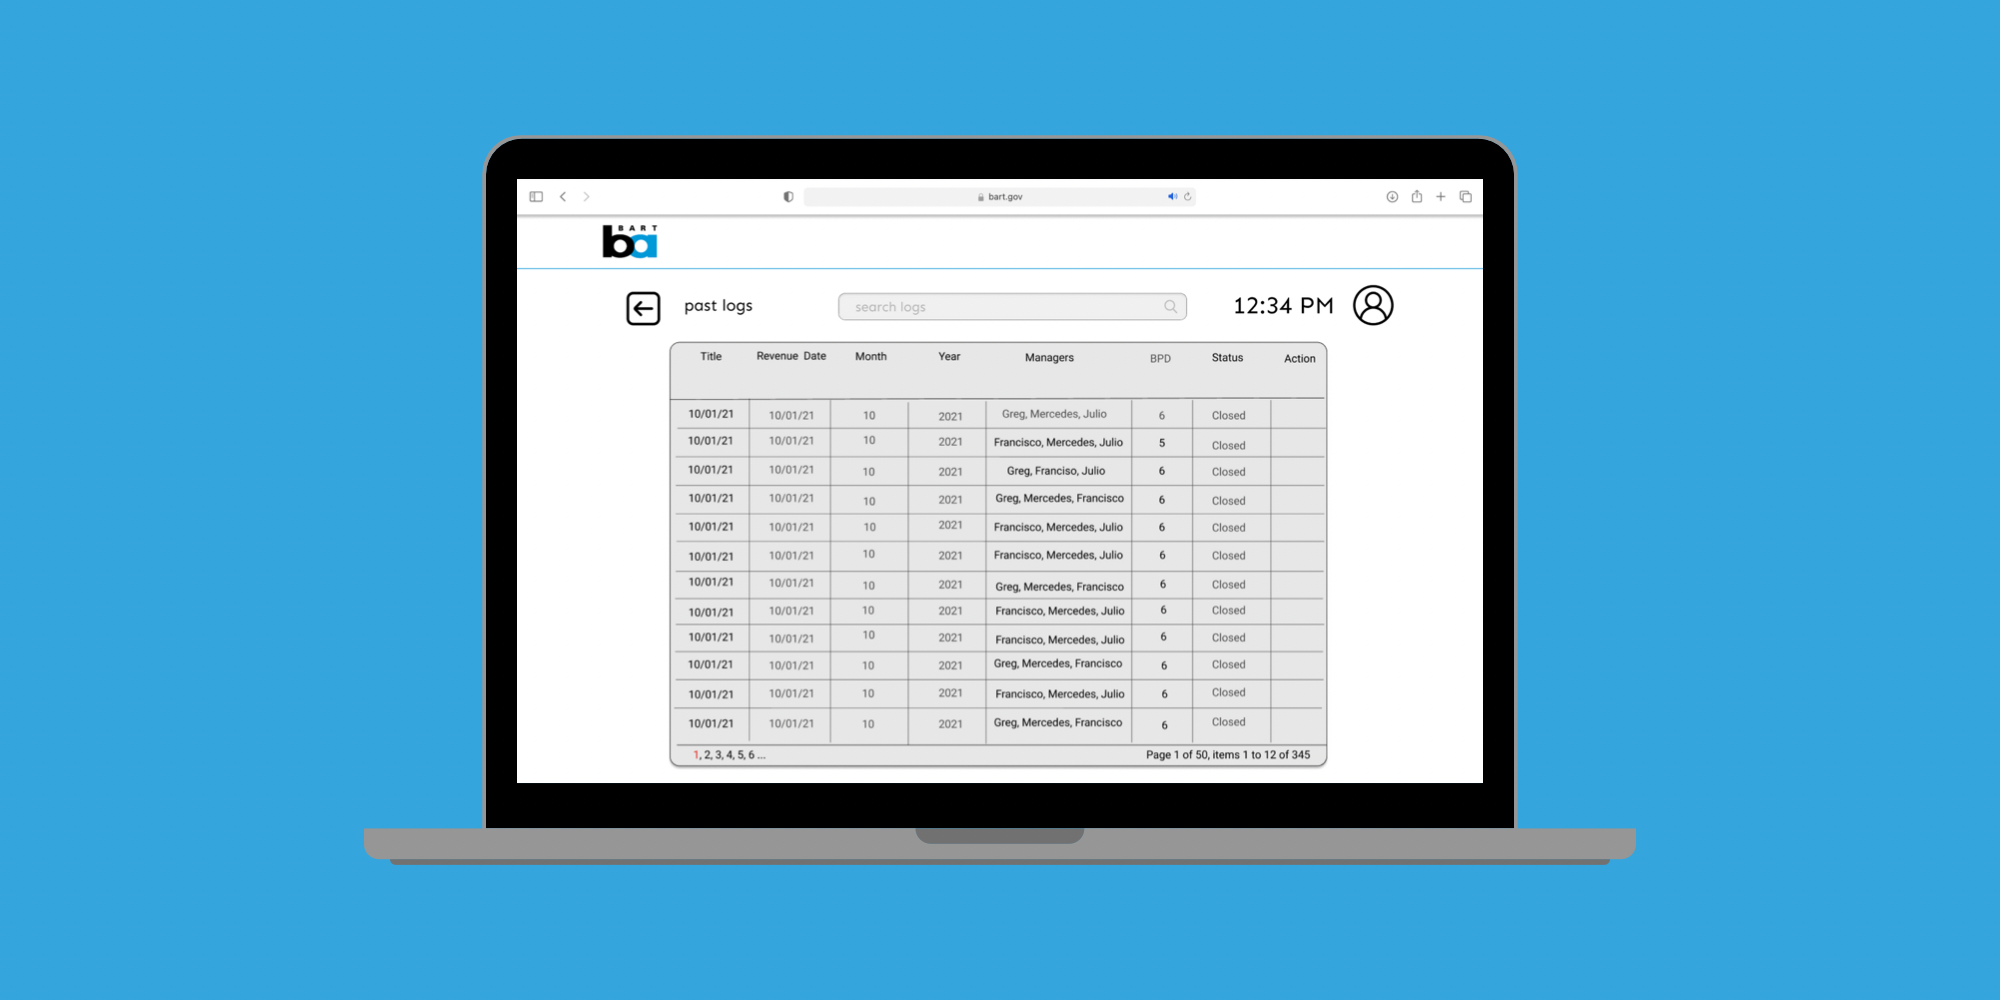 bart.gov
BART
ba
past logs
search logs
12:34 PM
Title Revenue Date Month Year Managers BPD Status Action
10/01/21 10/01/21 10 2021 Greg, Mercedes, Julio 6 Closed
10/01/21 10/01/21 10 2021 Francisco, Mercedes, Julio 5 Closed
10/01/21 10/01/21 10 2021 Greg, Franciso, Julio 6 Closed
10/01/21 10/01/21 10 2021 Greg, Mercedes, Francisco 6 Closed
10/01/21 10/01/21 10 2021 Francisco, Mercedes, Julio 6 Closed
10/01/21 10/01/21 10 2021 Francisco, Mercedes, Julio 6 Closed
10/01/21 10/01/21 10 2021 Greg, Mercedes, Francisco 6 Closed
10/01/21 10/01/21 10 2021 Francisco, Mercedes, Julio 6 Closed
10/01/21 10/01/21 10 2021 Francisco, Mercedes, Julio 6 Closed
10/01/21 10/01/21 10 2021 Greg, Mercedes, Francisco 6 Closed
10/01/21 10/01/21 10 2021 Francisco, Mercedes, Julio 6 Closed
10/01/21 10/01/21 10 2021 Greg, Mercedes, Francisco 6 Closed
1, 2, 3, 4, 5, 6 ... Page 1 of 50, items 1 to 12 of 345